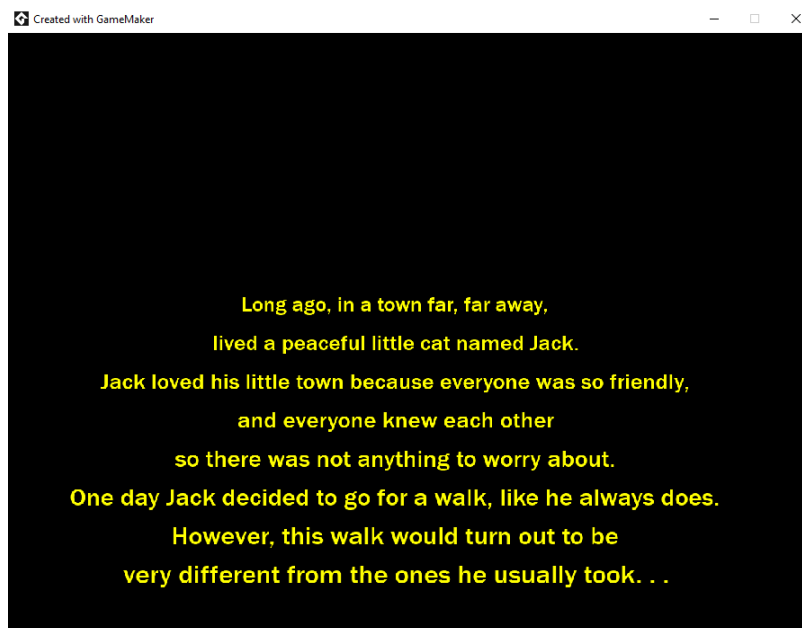 Created with GameMaker
Long ago, in a town far, far away,
lived a peaceful little cat named Jack.
Jack loved his little town because everyone was so friendly,
and everyone knew each other
so there was not anything to worry about.
One day Jack decided to go for a walk, like he always does.
However, this walk would turn out to be
very different from the ones he usually took. . .